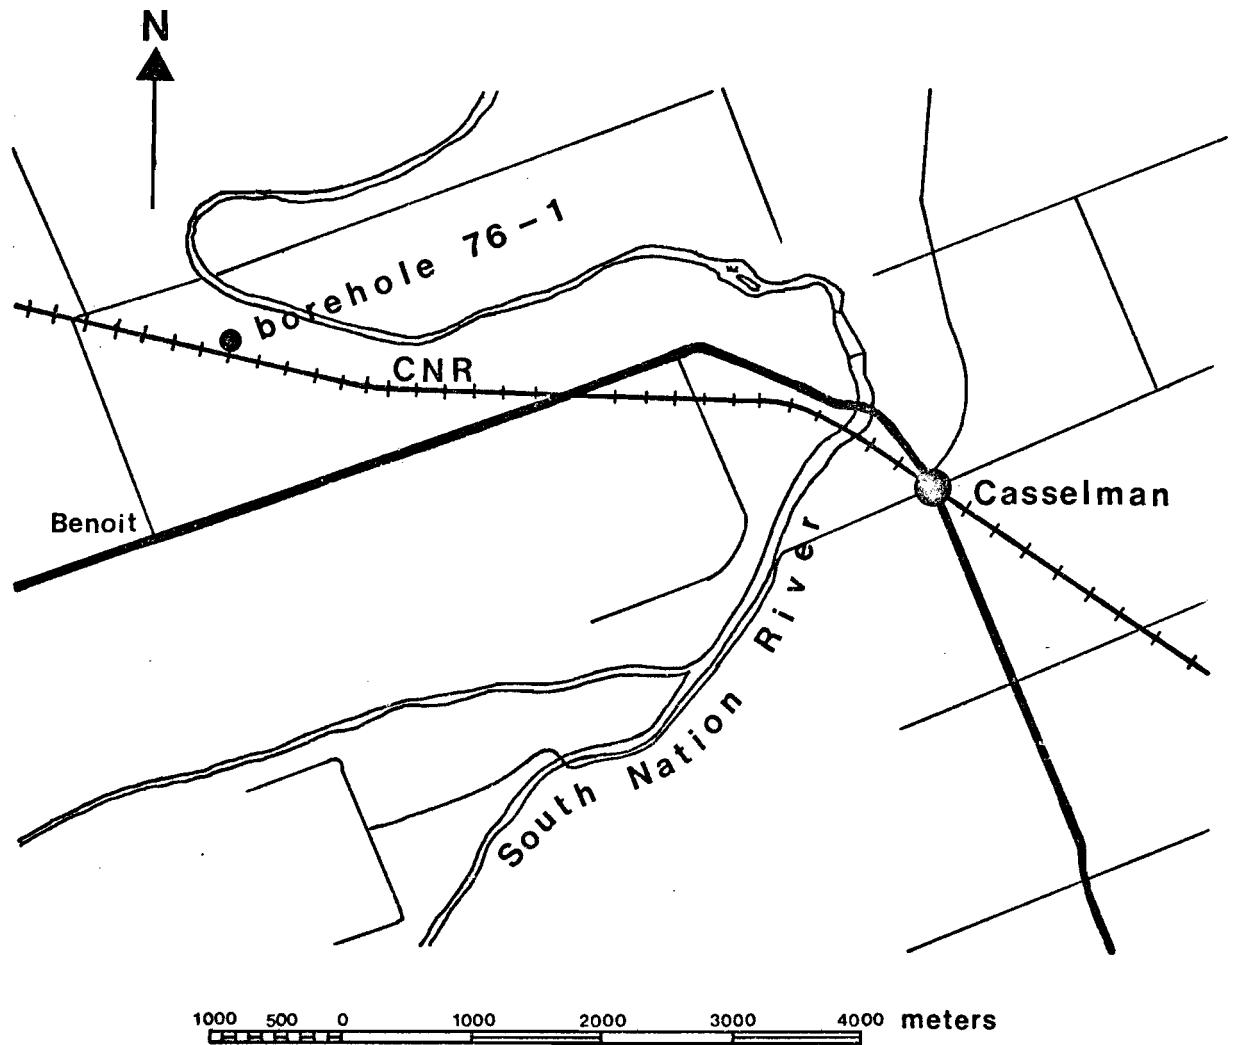 N
borehole 76-1
CNR
Benoit
Casselman
South Nation River
1000 500 0 1000 2000 3000 4000 meters